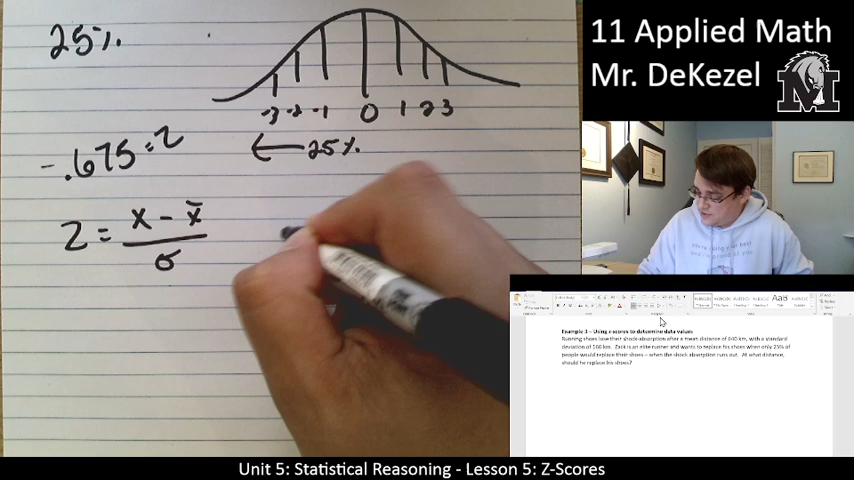 25%.
-3 -2 -1 0 1 2 3
← 25%.
-.675 = z
z = x - x̄
σ
11 Applied Math
Mr. DeKezel
M
Example 3 – Using z-scores to determine data values
Running shoes lose their shock-absorption after a mean distance of 640 km, with a standard
deviation of 160 km. Zack is an elite runner and wants to replace his shoes when only 25% of
people would replace their shoes – when the shock absorption runs out. At what distance,
should he replace his shoes?
Unit 5: Statistical Reasoning - Lesson 5: Z-Scores